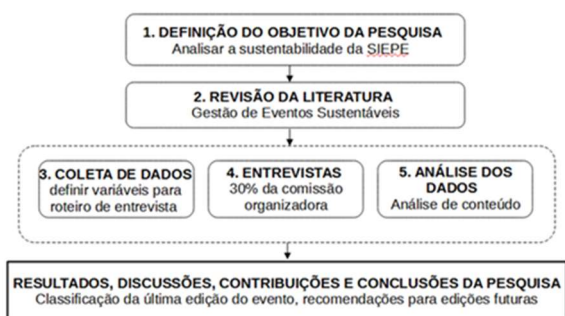 1. DEFINIÇÃO DO OBJETIVO DA PESQUISA
Analisar a sustentabilidade da SIEPE
2. REVISÃO DA LITERATURA
Gestão de Eventos Sustentáveis
3. COLETA DE DADOS
definir variáveis para
roteiro de entrevista
4. ENTREVISTAS
30% da comissão
organizadora
5. ANÁLISE DOS
DADOS
Análise de conteúdo
RESULTADOS, DISCUSSÕES, CONTRIBUIÇÕES E CONCLUSÕES DA PESQUISA
Classificação da última edição do evento, recomendações para edições futuras